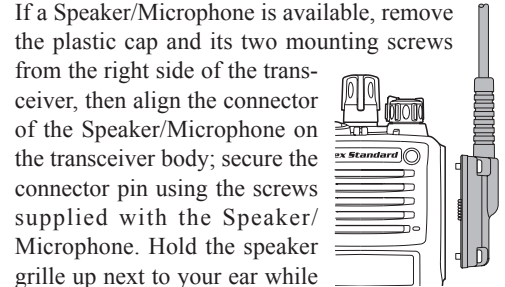 If a Speaker/Microphone is available, remove
the plastic cap and its two mounting screws
from the right side of the trans-
ceiver, then align the connector
of the Speaker/Microphone on
the transceiver body; secure the
connector pin using the screws
supplied with the Speaker/
Microphone. Hold the speaker
grille up next to your ear while
ex Standard